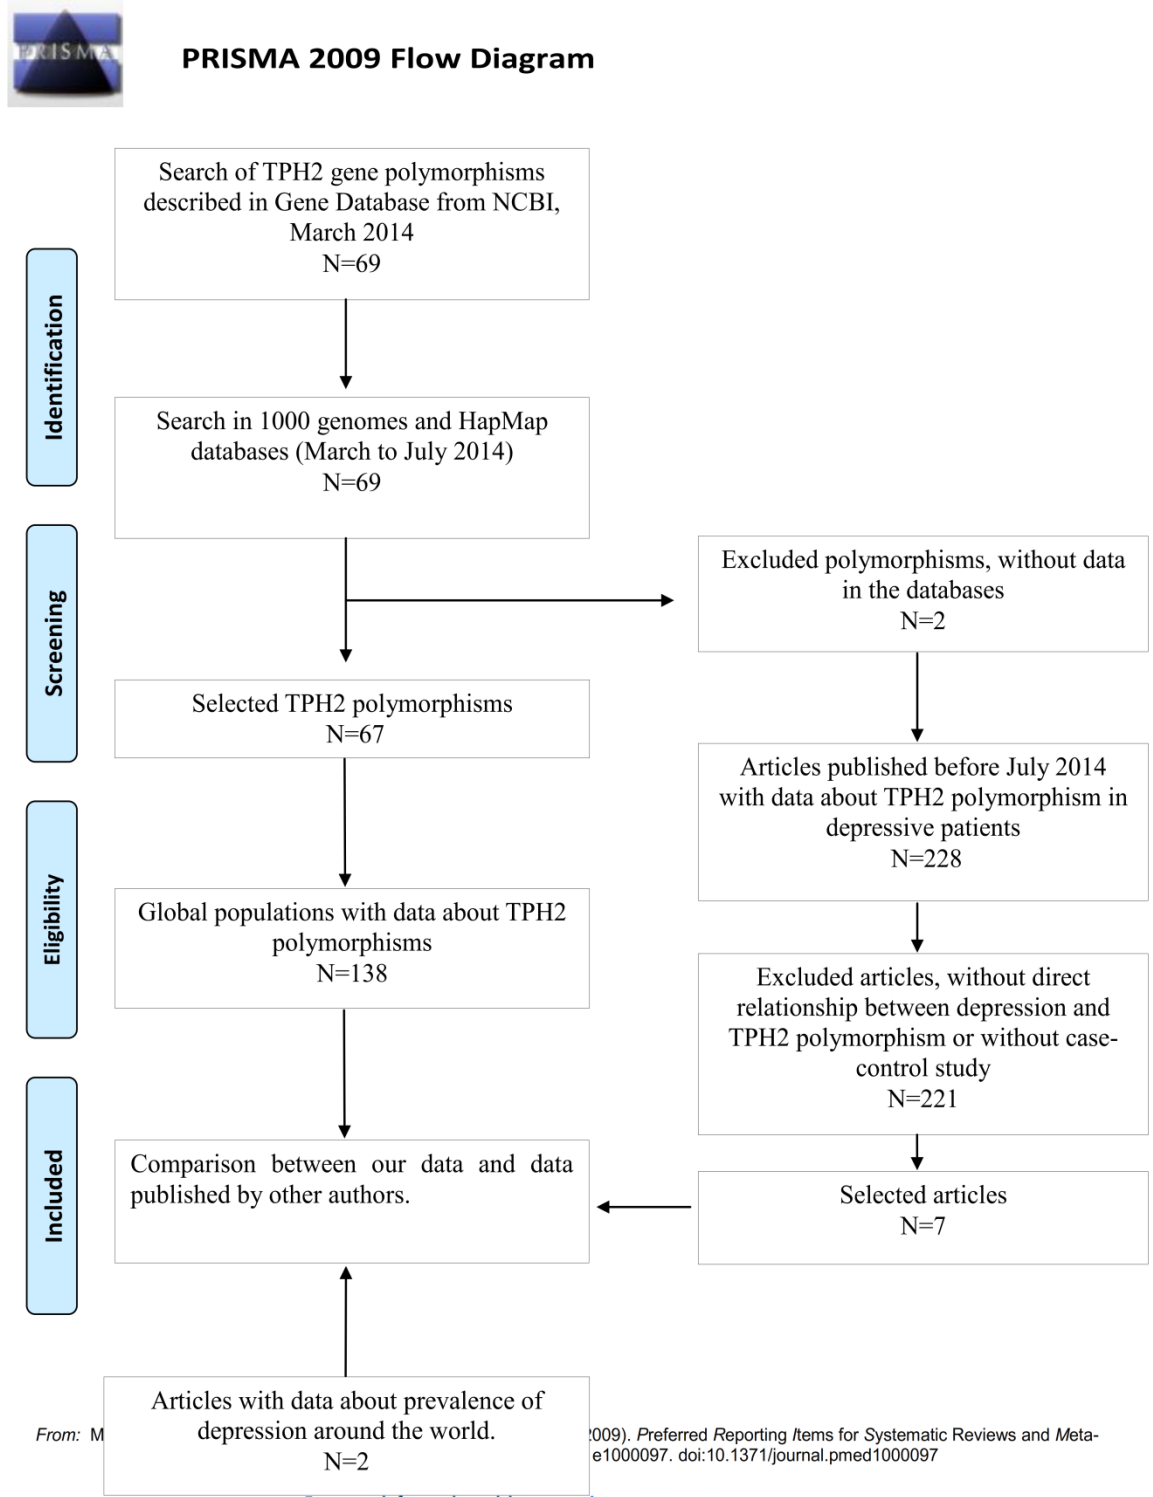 PRISMA
PRISMA 2009 Flow Diagram
Search of TPH2 gene polymorphisms
described in Gene Database from NCBI,
March 2014
N=69
Identification
Search in 1000 genomes and HapMap
databases (March to July 2014)
N=69
Screening
Excluded polymorphisms, without data
in the databases
N=2
Selected TPH2 polymorphisms
N=67
Articles published before July 2014
with data about TPH2 polymorphism in
depressive patients
N=228
Eligibility
Global populations with data about TPH2
polymorphisms
N=138
Excluded articles, without direct
relationship between depression and
TPH2 polymorphism or without case-
control study
N=221
Included
Comparison between our data and data
published by other authors.
Selected articles
N=7
Articles with data about prevalence of
depression around the world.
N=2
From: M
2009). Preferred Reporting Items for Systematic Reviews and Meta-
e1000097. doi:10.1371/journal.pmed1000097